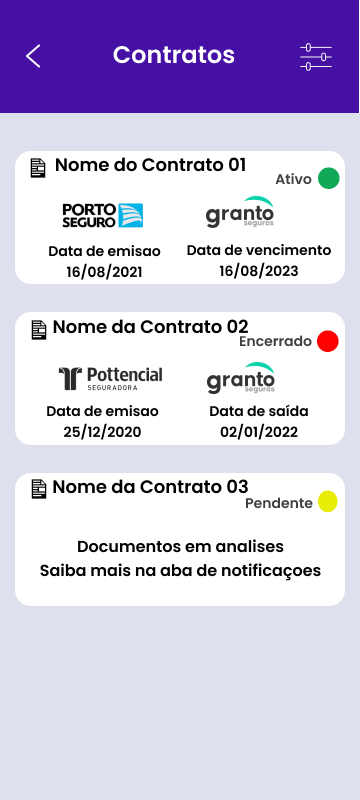 Contratos
Nome do Contrato 01
Ativo
PORTO
SEGURO
granto
seguros
Data de emisao
Data de vencimento
16/08/2021
16/08/2023
Nome da Contrato 02
Encerrado
Pottencial
SEGURADORA
granto
seguros
Data de emisao
Data de saída
25/12/2020
02/01/2022
Nome da Contrato 03
Pendente
Documentos em analises
Saiba mais na aba de notificaçoes